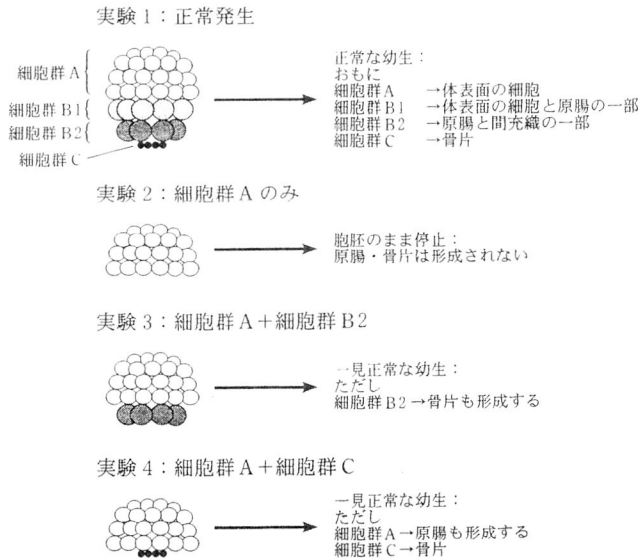 実験1:正常発生
細胞群A
細胞群B1
細胞群B2
細胞群C
正常な幼生:
おもに
細胞群A →体表面の細胞
細胞群B1 →体表面の細胞と原腸の一部
細胞群B2 →原腸と間充織の一部
細胞群C →骨片
実験2:細胞群Aのみ
胞胚のまま停止:
原腸・骨片は形成されない
実験3:細胞群A+細胞群B2
一見正常な幼生:
ただし
細胞群B2→骨片も形成する
実験4:細胞群A+細胞群C
一見正常な幼生:
ただし
細胞群A→原腸も形成する
細胞群C→骨片